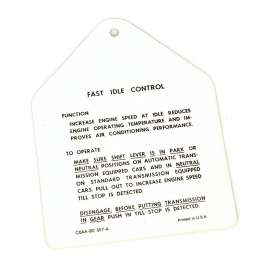 FAST IDLE CONTROL
FUNCTION
INCREASE ENGINE SPEED AT IDLE REDUCES
ENGINE OPERATING TEMPERATURE AND IM-
PROVES AIR CONDITIONING PERFORMANCE.
TO OPERATE
MAKE SURE SHIFT LEVER IS IN PARK OR
NEUTRAL POSITIONS ON AUTOMATIC TRANS-
MISSION EQUIPPED CARS AND IN NEUTRAL
ON STANDARD TRANSMISSION EQUIPPED
CARS. PULL OUT TO INCREASE ENGINE SPEED
TILL STOP IS DETECTED.
DISENGAGE, BEFORE PUTTING TRANSMISSION
IN GEAR PUSH IN TILL STOP IS DETECTED.
Printed in U.S.A.